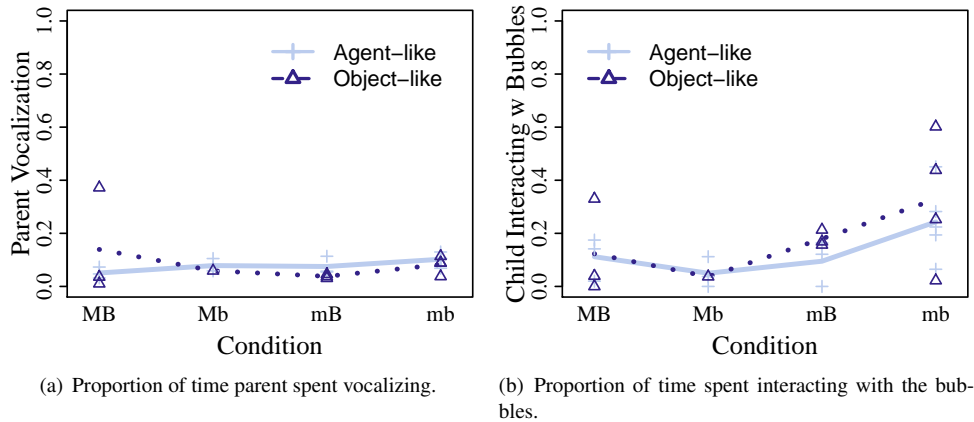 Parent Vocalization
0.0 0.2 0.4 0.6 0.8 1.0
Agent−like
Object−like
MB Mb mB mb
Condition
(a) Proportion of time parent spent vocalizing.
Child Interacting w Bubbles
0.0 0.2 0.4 0.6 0.8 1.0
Agent−like
Object−like
MB Mb mB mb
Condition
(b) Proportion of time spent interacting with the bub-
bles.